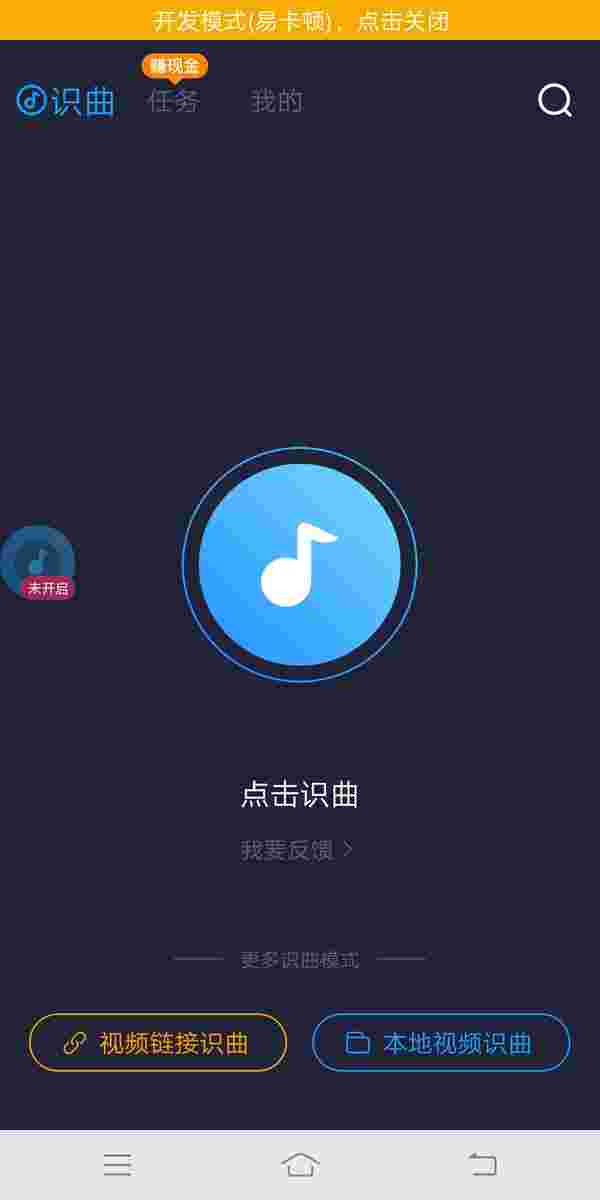 开发模式(易卡顿)，点击关闭
赚现金
识曲 任务 我的
未开启
点击识曲
我要反馈 >
更多识曲模式
视频链接识曲 本地视频识曲